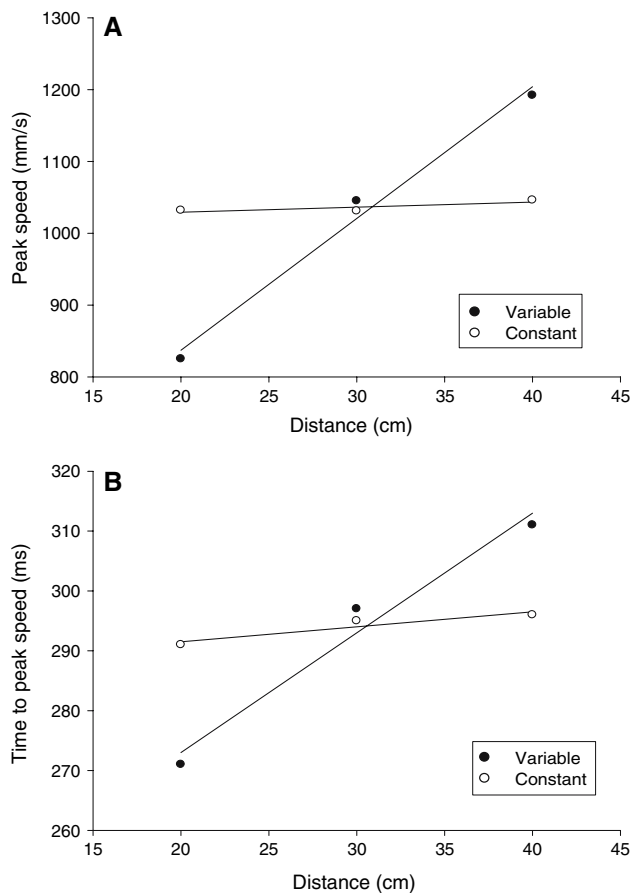 A
1300
1200
1100
1000
900
800
Peak speed (mm/s)
Variable
Constant
15 20 25 30 35 40 45
Distance (cm)
B
320
310
300
290
280
270
260
Time to peak speed (ms)
Variable
Constant
15 20 25 30 35 40 45
Distance (cm)